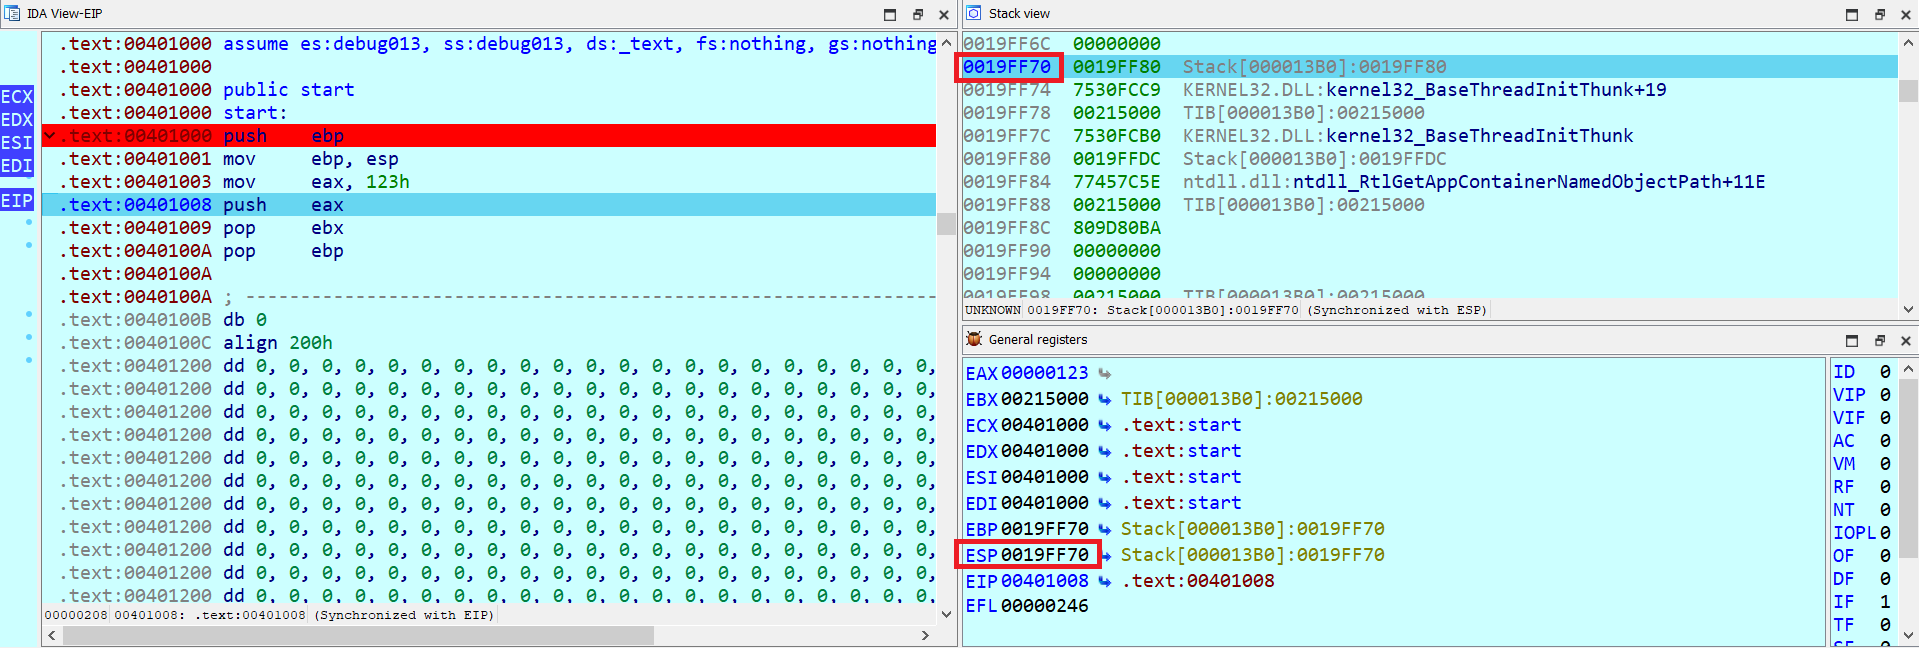 IDA View-EIP
.text:00401000 assume es:debug013, ss:debug013, ds:_text, fs:nothing, gs:nothing
.text:00401000
.text:00401000 public start
.text:00401000 start:
.text:00401000 push ebp
.text:00401001 mov ebp, esp
.text:00401003 mov eax, 123h
.text:00401008 push eax
.text:00401009 pop ebx
.text:0040100A pop ebp
.text:0040100A
.text:0040100A ; ---------------------------------------------------------------
.text:0040100B db 0
.text:0040100C align 200h
.text:00401200 dd 0, 0, 0, 0, 0, 0, 0, 0, 0, 0, 0, 0, 0, 0, 0, 0, 0, 0, 0, 0, 0,
.text:00401200 dd 0, 0, 0, 0, 0, 0, 0, 0, 0, 0, 0, 0, 0, 0, 0, 0, 0, 0, 0, 0, 0,
.text:00401200 dd 0, 0, 0, 0, 0, 0, 0, 0, 0, 0, 0, 0, 0, 0, 0, 0, 0, 0, 0, 0, 0,
.text:00401200 dd 0, 0, 0, 0, 0, 0, 0, 0, 0, 0, 0, 0, 0, 0, 0, 0, 0, 0, 0, 0, 0,
.text:00401200 dd 0, 0, 0, 0, 0, 0, 0, 0, 0, 0, 0, 0, 0, 0, 0, 0, 0, 0, 0, 0, 0,
.text:00401200 dd 0, 0, 0, 0, 0, 0, 0, 0, 0, 0, 0, 0, 0, 0, 0, 0, 0, 0, 0, 0, 0,
.text:00401200 dd 0, 0, 0, 0, 0, 0, 0, 0, 0, 0, 0, 0, 0, 0, 0, 0, 0, 0, 0, 0, 0,
.text:00401200 dd 0, 0, 0, 0, 0, 0, 0, 0, 0, 0, 0, 0, 0, 0, 0, 0, 0, 0, 0, 0, 0,
.text:00401200 dd 0, 0, 0, 0, 0, 0, 0, 0, 0, 0, 0, 0, 0, 0, 0, 0, 0, 0, 0, 0, 0,
.text:00401200 dd 0, 0, 0, 0, 0, 0, 0, 0, 0, 0, 0, 0, 0, 0, 0, 0, 0, 0, 0, 0, 0,
.text:00401200 dd 0, 0, 0, 0, 0, 0, 0, 0, 0, 0, 0, 0, 0, 0, 0, 0, 0, 0, 0, 0, 0,
00000208 00401008: .text:00401008 (Synchronized with EIP)
ECX
EDX
ESI
EDI
EIP
Stack view
0019FF6C 00000000
0019FF70 0019FF80 Stack[000013B0]:0019FF80
0019FF74 7530FCC9 KERNEL32.DLL:kernel32_BaseThreadInitThunk+19
0019FF78 00215000 TIB[000013B0]:00215000
0019FF7C 7530FCB0 KERNEL32.DLL:kernel32_BaseThreadInitThunk
0019FF80 0019FFDC Stack[000013B0]:0019FFDC
0019FF84 77457C5E ntdll.dll:ntdll_RtlGetAppContainerNamedObjectPath+11E
0019FF88 00215000 TIB[000013B0]:00215000
0019FF8C 809D80BA
0019FF90 00000000
0019FF94 00000000
0019FF98 00215000 TIB[000013B0]:00215000
UNKNOWN 0019FF70: Stack[000013B0]:0019FF70 (Synchronized with ESP)
General registers
EAX 00000123
EBX 00215000 TIB[000013B0]:00215000
ECX 00401000 .text:start
EDX 00401000 .text:start
ESI 00401000 .text:start
EDI 00401000 .text:start
EBP 0019FF70 Stack[000013B0]:0019FF70
ESP 0019FF70 Stack[000013B0]:0019FF70
EIP 00401008 .text:00401008
EFL 00000246
ID 0
VIP 0
VIF 0
AC 0
VM 0
RF 0
NT 0
IOPL 0
OF 0
DF 0
IF 1
TF 0